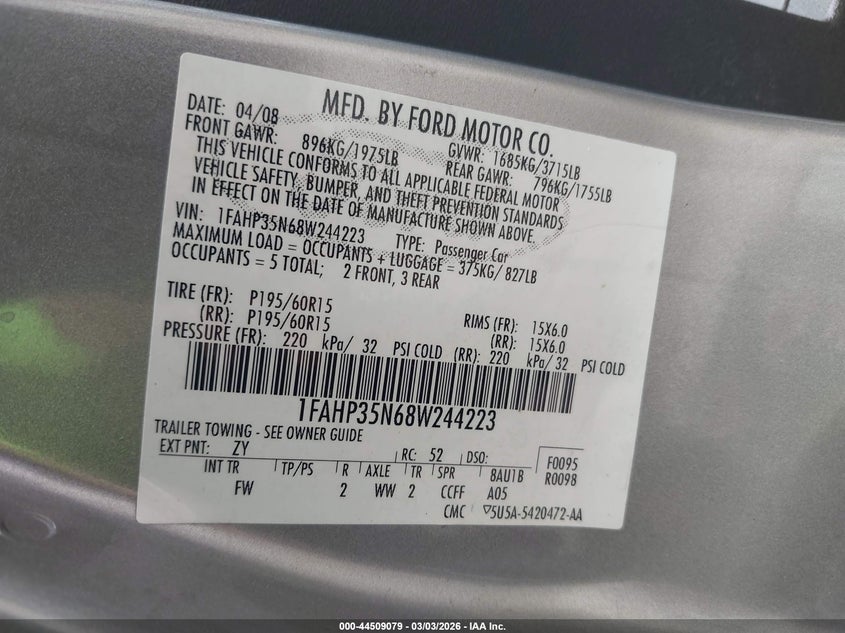 MFD. BY FORD MOTOR CO.
DATE: 04/08
FRONT GAWR: 896KG/1975LB
GVWR: 1685KG/3715LB
REAR GAWR: 796KG/1755LB
THIS VEHICLE CONFORMS TO ALL APPLICABLE FEDERAL MOTOR
VEHICLE SAFETY, BUMPER, AND THEFT PREVENTION STANDARDS
IN EFFECT ON THE DATE OF MANUFACTURE SHOWN ABOVE.
VIN: 1FAHP35N68W244223
TYPE: Passenger Car
MAXIMUM LOAD = OCCUPANTS + LUGGAGE = 375KG/ 827LB
OCCUPANTS = 5 TOTAL; 2 FRONT, 3 REAR
TIRE (FR): P195/60R15 RIMS (FR): 15X6.0
(RR): P195/60R15 (RR): 15X6.0
PRESSURE (FR): 220 kPa/ 32 PSI COLD (RR): 220 kPa/ 32 PSI COLD
1FAHP35N68W244223
TRAILER TOWING - SEE OWNER GUIDE
EXT PNT: ZY RC: 52 DSO: F0095
INT TR TP/PS R AXLE TR SPR 8AU1B R0098
FW 2 WW 2 CCFF A05
CMC ▽5U5A-5420472-AA
000-44509079 - 03/03/2026 - IAA Inc.